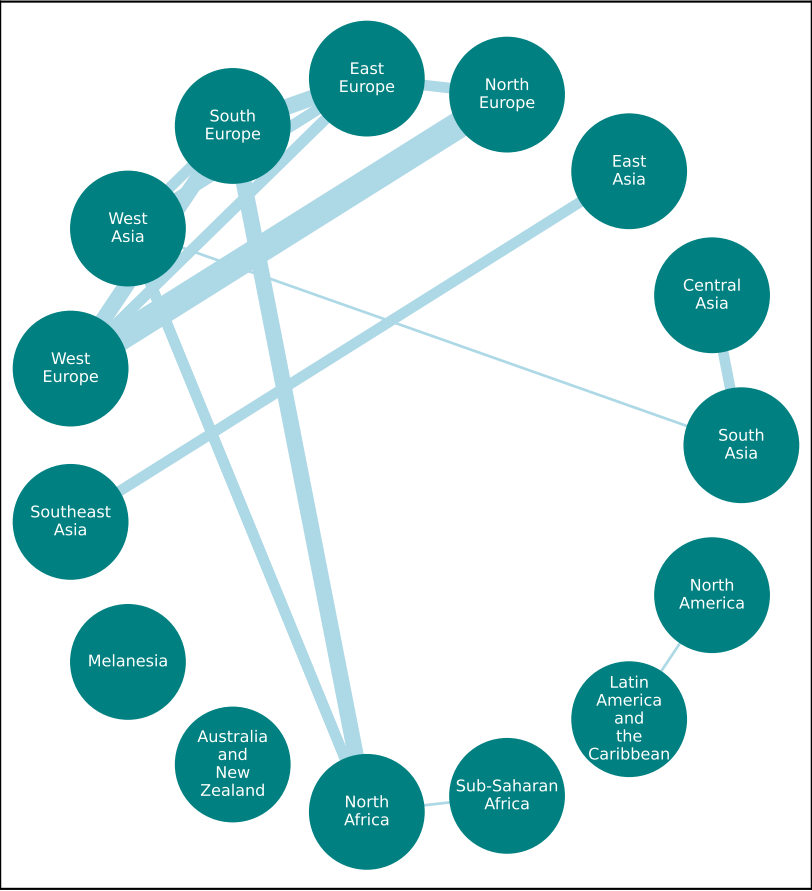 East
Europe
North
Europe
South
Europe
East
Asia
West
Asia
Central
Asia
West
Europe
South
Asia
Southeast
Asia
North
America
Melanesia
Latin
America
and
the
Caribbean
Australia
and
New
Zealand
North
Africa
Sub-Saharan
Africa